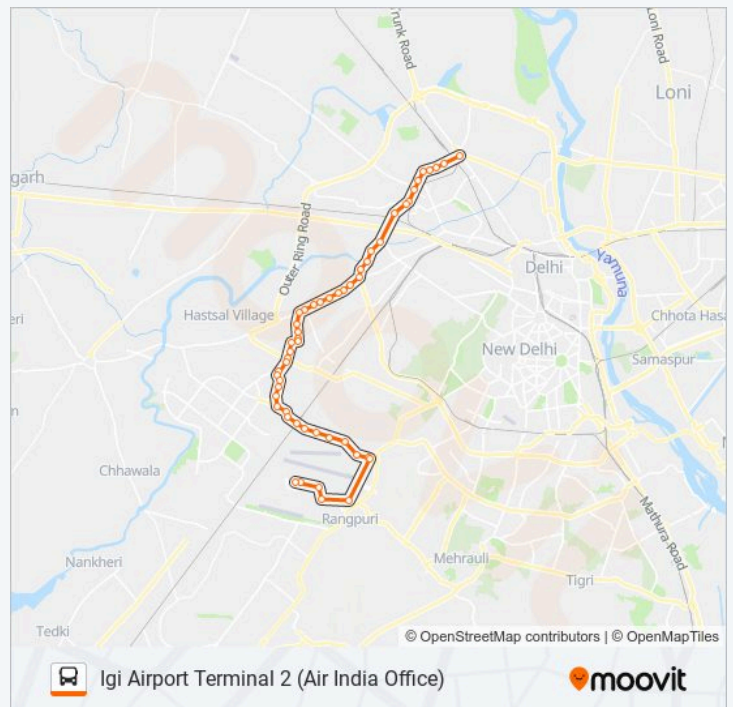 Trunk Road
Loni Road
Loni
garh
Outer Ring Road
Delhi
Yamuna
Hastsal Village
Chhota Hasa
eri
New Delhi
Samaspur
Chhawala
Rangpuri
Mathura Road
Nankheri
Mehrauli
Tigri
Tedki
© OpenStreetMap contributors | © OpenMapTiles
Igi Airport Terminal 2 (Air India Office)
moovit